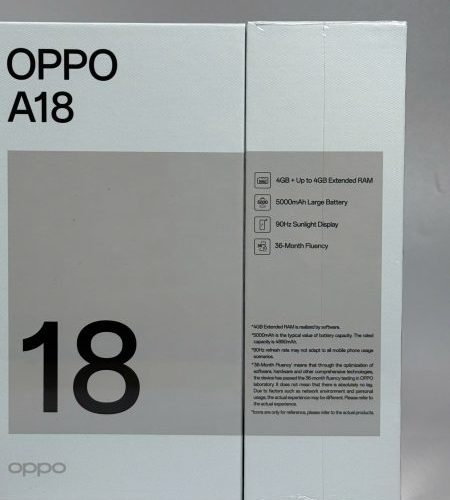 OPPO
A18
18
oppo
4GB + Up to 4GB Extended RAM
5000mAh Large Battery
90Hz Sunlight Display
36-Month Fluency
*4GB Extended RAM is realized by software.
*5000mAh is the typical value of battery capacity. The rated
capacity is 4890mAh.
*90Hz refresh rate may not adapt to all mobile phone usage
scenarios.
*'36-Month Fluency' means that through the optimization of
software, hardware and other comprehensive technologies,
the device has passed the 36-month fluency testing in OPPO
laboratory. It does not mean that there is absolutely no lag.
Due to factors such as network environment and personal
usage, the actual experience may be different. Please refer to
the actual experience.
*Icons are only for reference, please refer to the actual products.